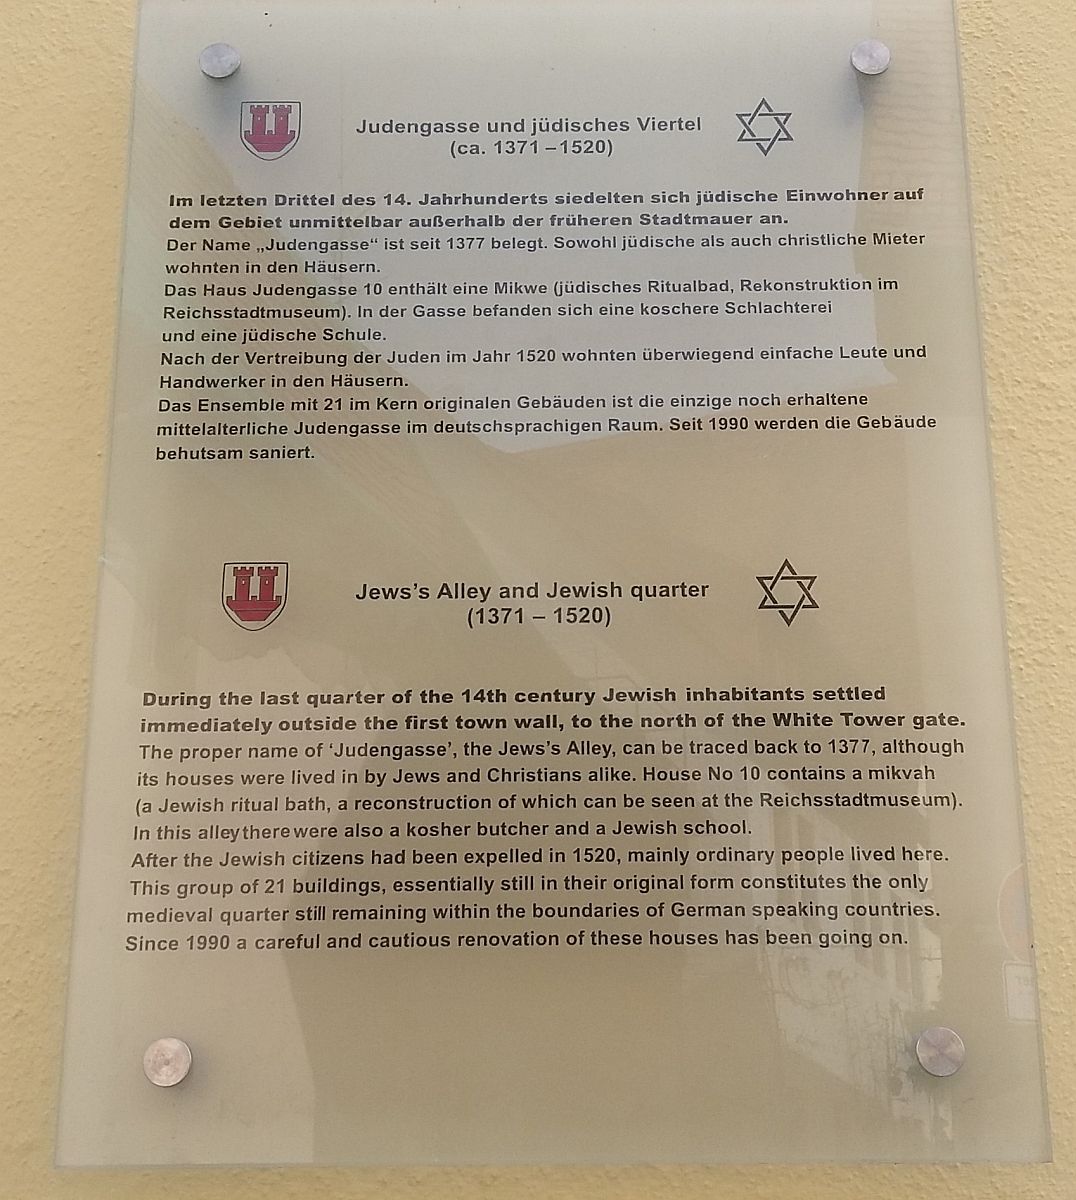 Judengasse und jüdisches Viertel
(ca. 1371 – 1520)
Im letzten Drittel des 14. Jahrhunderts siedelten sich jüdische Einwohner auf
dem Gebiet unmittelbar außerhalb der früheren Stadtmauer an.
Der Name „Judengasse“ ist seit 1377 belegt. Sowohl jüdische als auch christliche Mieter
wohnten in den Häusern.
Das Haus Judengasse 10 enthält eine Mikwe (jüdisches Ritualbad, Rekonstruktion im
Reichsstadtmuseum). In der Gasse befanden sich eine koschere Schlachterei
und eine jüdische Schule.
Nach der Vertreibung der Juden im Jahr 1520 wohnten überwiegend einfache Leute und
Handwerker in den Häusern.
Das Ensemble mit 21 im Kern originalen Gebäuden ist die einzige noch erhaltene
mittelalterliche Judengasse im deutschsprachigen Raum. Seit 1990 werden die Gebäude
behutsam saniert.
Jews’s Alley and Jewish quarter
(1371 – 1520)
During the last quarter of the 14th century Jewish inhabitants settled
immediately outside the first town wall, to the north of the White Tower gate.
The proper name of ‘Judengasse’, the Jews’s Alley, can be traced back to 1377, although
its houses were lived in by Jews and Christians alike. House No 10 contains a mikvah
(a Jewish ritual bath, a reconstruction of which can be seen at the Reichsstadtmuseum).
In this alley there were also a kosher butcher and a Jewish school.
After the Jewish citizens had been expelled in 1520, mainly ordinary people lived here.
This group of 21 buildings, essentially still in their original form constitutes the only
medieval quarter still remaining within the boundaries of German speaking countries.
Since 1990 a careful and cautious renovation of these houses has been going on.